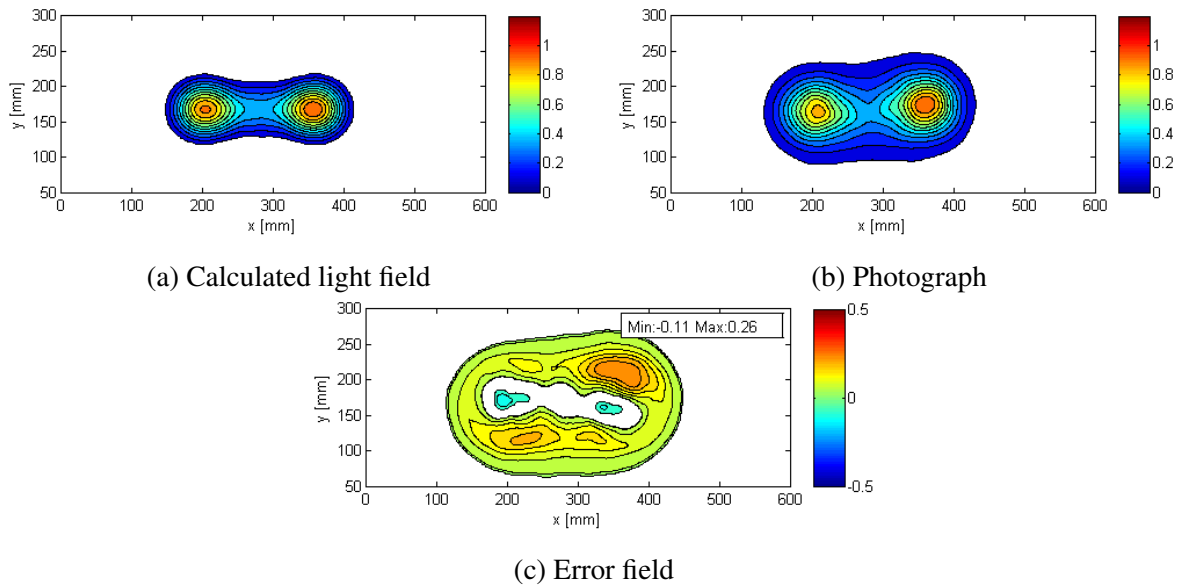 300
250
200
150
100
50
y [mm]
0 100 200 300 400 500 600
x [mm]
1
0.8
0.6
0.4
0.2
0
(a) Calculated light field
300
250
200
150
100
50
y [mm]
0 100 200 300 400 500 600
x [mm]
1
0.8
0.6
0.4
0.2
0
(b) Photograph
300
250
200
150
100
50
y [mm]
Min:-0.11 Max:0.26
0 100 200 300 400 500 600
x [mm]
0.5
0
-0.5
(c) Error field